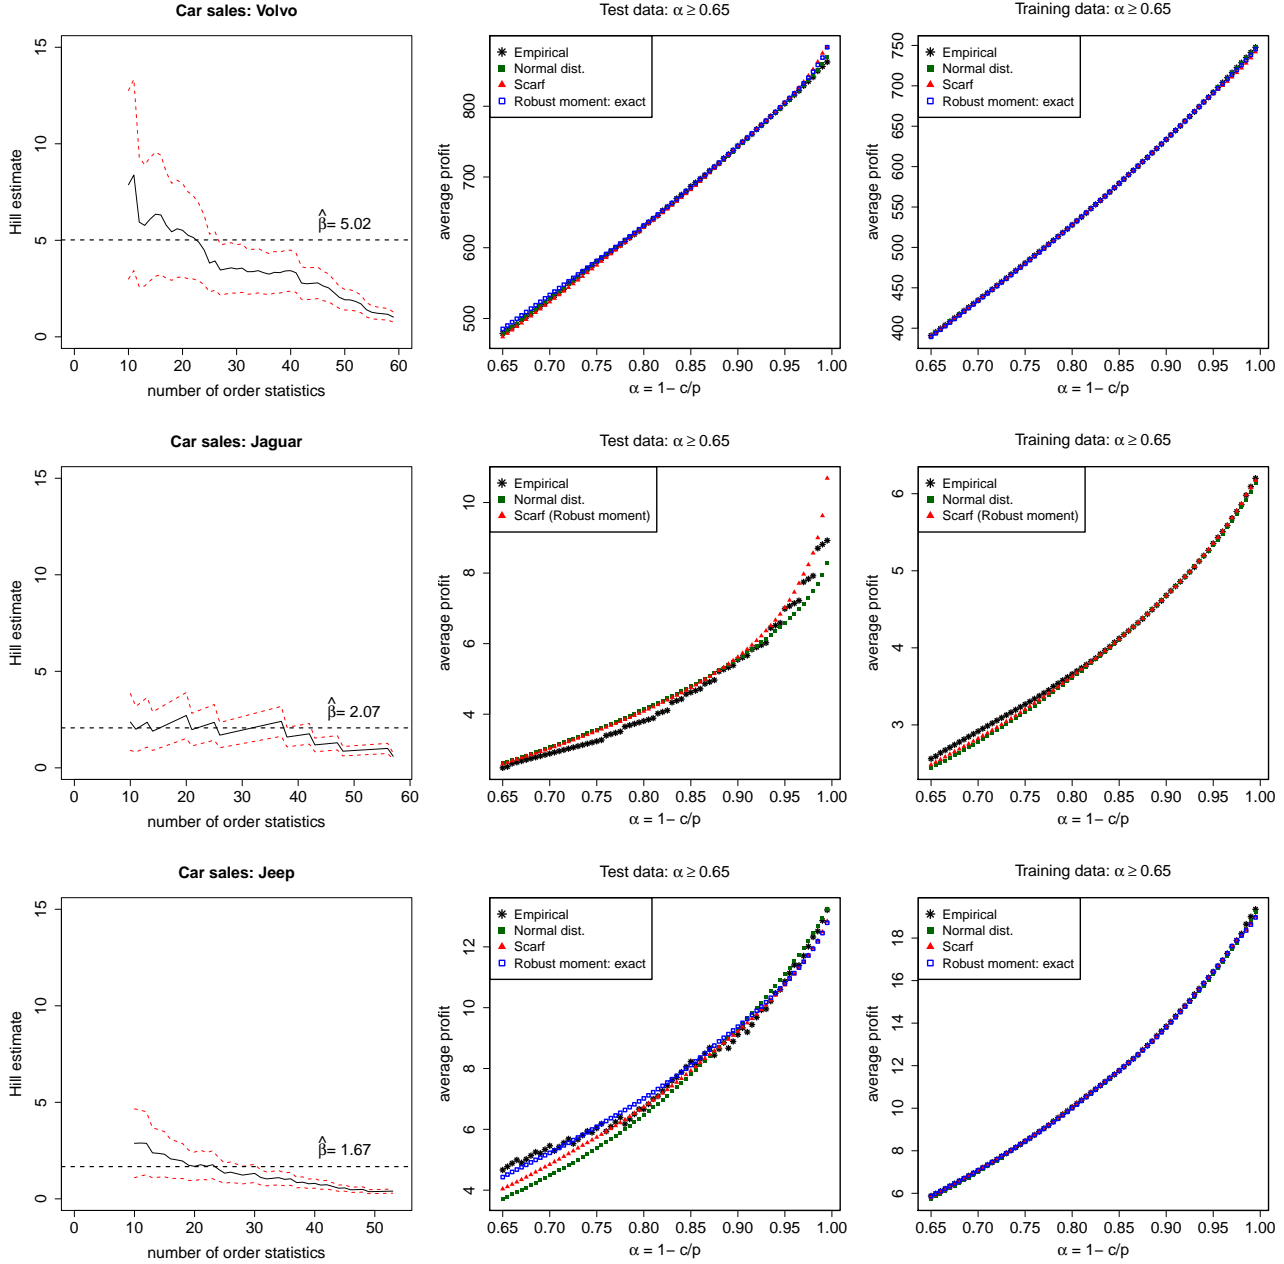 Car sales: Volvo
Hill estimate
0 5 10 15
β̂= 5.02
0 10 20 30 40 50 60
number of order statistics
Test data: α ≥ 0.65
average profit
500 600 700 800
Empirical
Normal dist.
Scarf
Robust moment: exact
0.65 0.70 0.75 0.80 0.85 0.90 0.95 1.00
α = 1− c/p
Training data: α ≥ 0.65
average profit
400 450 500 550 600 650 700 750
Empirical
Normal dist.
Scarf
Robust moment: exact
0.65 0.70 0.75 0.80 0.85 0.90 0.95 1.00
α = 1− c/p
Car sales: Jaguar
Hill estimate
0 5 10 15
β̂= 2.07
0 10 20 30 40 50 60
number of order statistics
Test data: α ≥ 0.65
average profit
4 6 8 10
Empirical
Normal dist.
Scarf (Robust moment)
0.65 0.70 0.75 0.80 0.85 0.90 0.95 1.00
α = 1− c/p
Training data: α ≥ 0.65
average profit
3 4 5 6
Empirical
Normal dist.
Scarf (Robust moment)
0.65 0.70 0.75 0.80 0.85 0.90 0.95 1.00
α = 1− c/p
Car sales: Jeep
Hill estimate
0 5 10 15
β̂= 1.67
0 10 20 30 40 50
number of order statistics
Test data: α ≥ 0.65
average profit
4 6 8 10 12
Empirical
Normal dist.
Scarf
Robust moment: exact
0.65 0.70 0.75 0.80 0.85 0.90 0.95 1.00
α = 1− c/p
Training data: α ≥ 0.65
average profit
6 8 10 12 14 16 18
Empirical
Normal dist.
Scarf
Robust moment: exact
0.65 0.70 0.75 0.80 0.85 0.90 0.95 1.00
α = 1− c/p